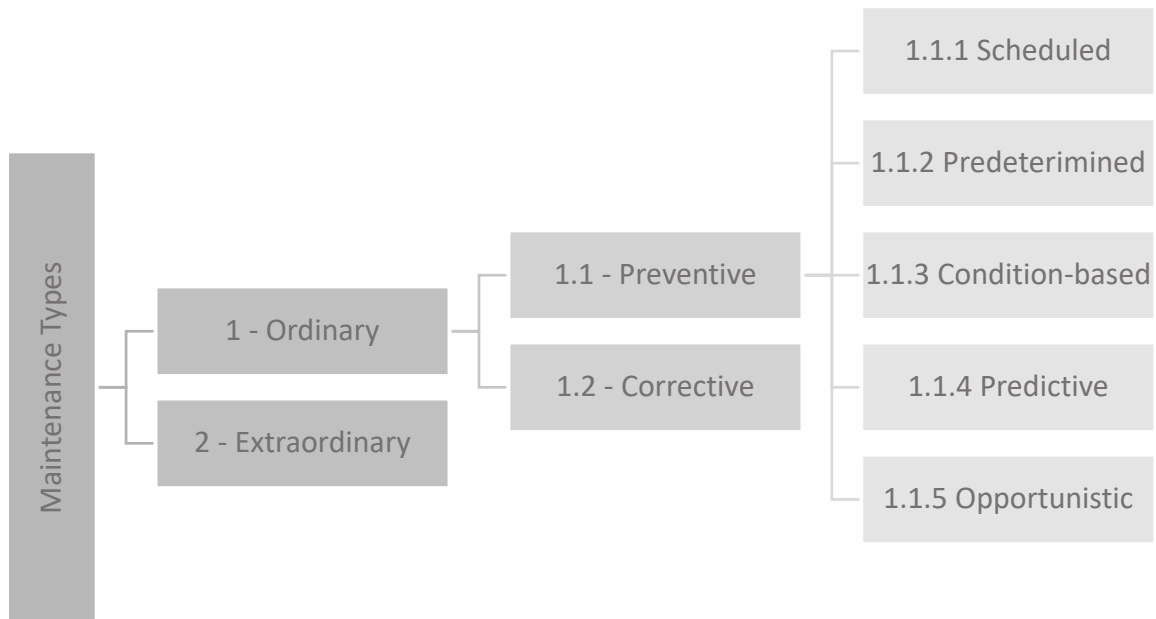 Maintenance Types
1 - Ordinary
2 - Extraordinary
1.1 - Preventive
1.2 - Corrective
1.1.1 Scheduled
1.1.2 Predeterimined
1.1.3 Condition-based
1.1.4 Predictive
1.1.5 Opportunistic